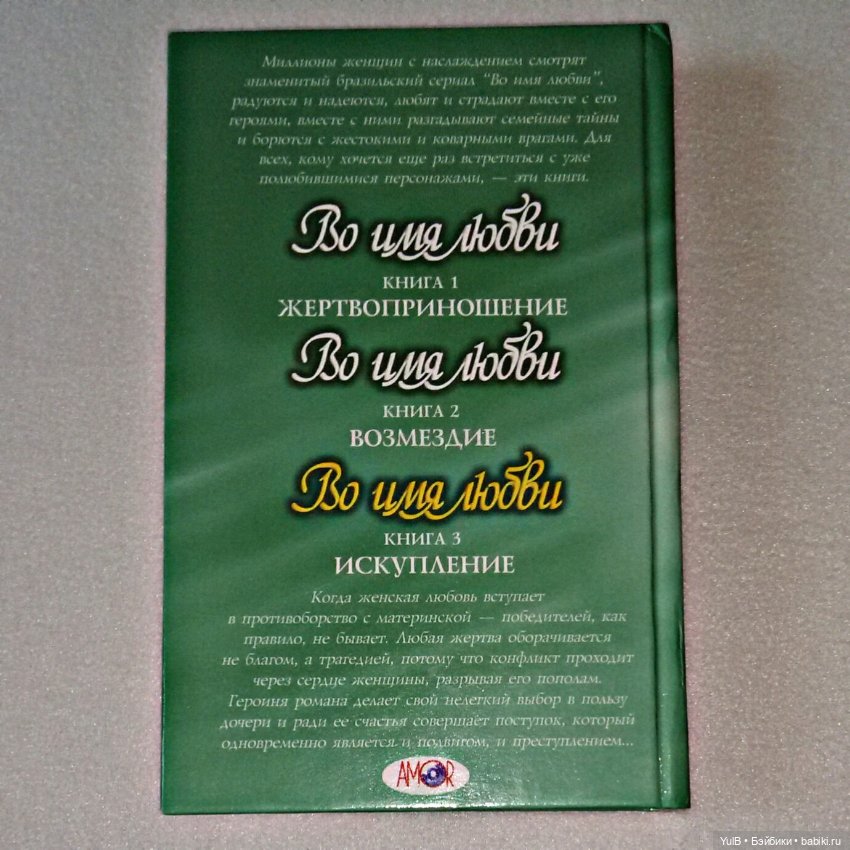 Миллионы женщин с наслаждением смотрят
знаменитый бразильский сериал "Во имя любви",
радуются и надеются, любят и страдают вместе с его
героями, вместе с ними разгадывают семейные тайны
и борются с жестокими и коварными врагами. Для
всех, кому хочется еще раз встретиться с уже
полюбившимися персонажами, — эти книги.
Во имя любви
КНИГА 1
ЖЕРТВОПРИНОШЕНИЕ
Во имя любви
КНИГА 2
ВОЗМЕЗДИЕ
Во имя любви
КНИГА 3
ИСКУПЛЕНИЕ
Когда женская любовь вступает
в противоборство с материнской — победителей, как
правило, не бывает. Любая жертва оборачивается
не благом, а трагедией, потому что конфликт проходит
через сердце женщины, разрывая его пополам.
Героиня романа делает свой нелегкий выбор в пользу
дочери и ради ее счастья совершает поступок, который
одновременно является и подвигом, и преступлением...
AMOR
YulB • Бэйбики • babiki.ru